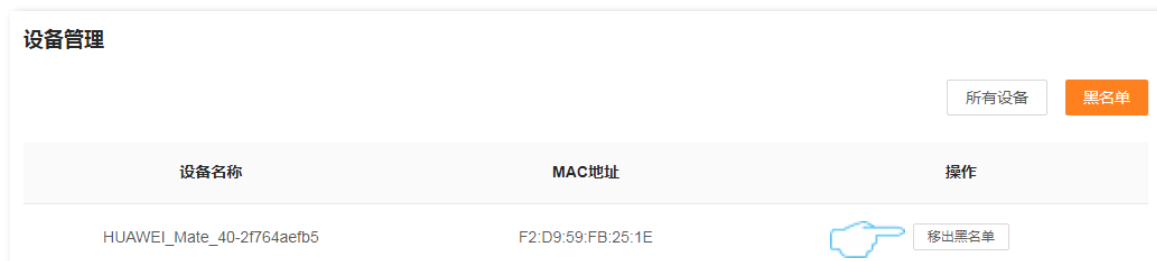 设备管理
所有设备 黑名单
设备名称 MAC地址 操作
HUAWEI_Mate_40-2f764aefb5 F2:D9:59:FB:25:1E 移出黑名单